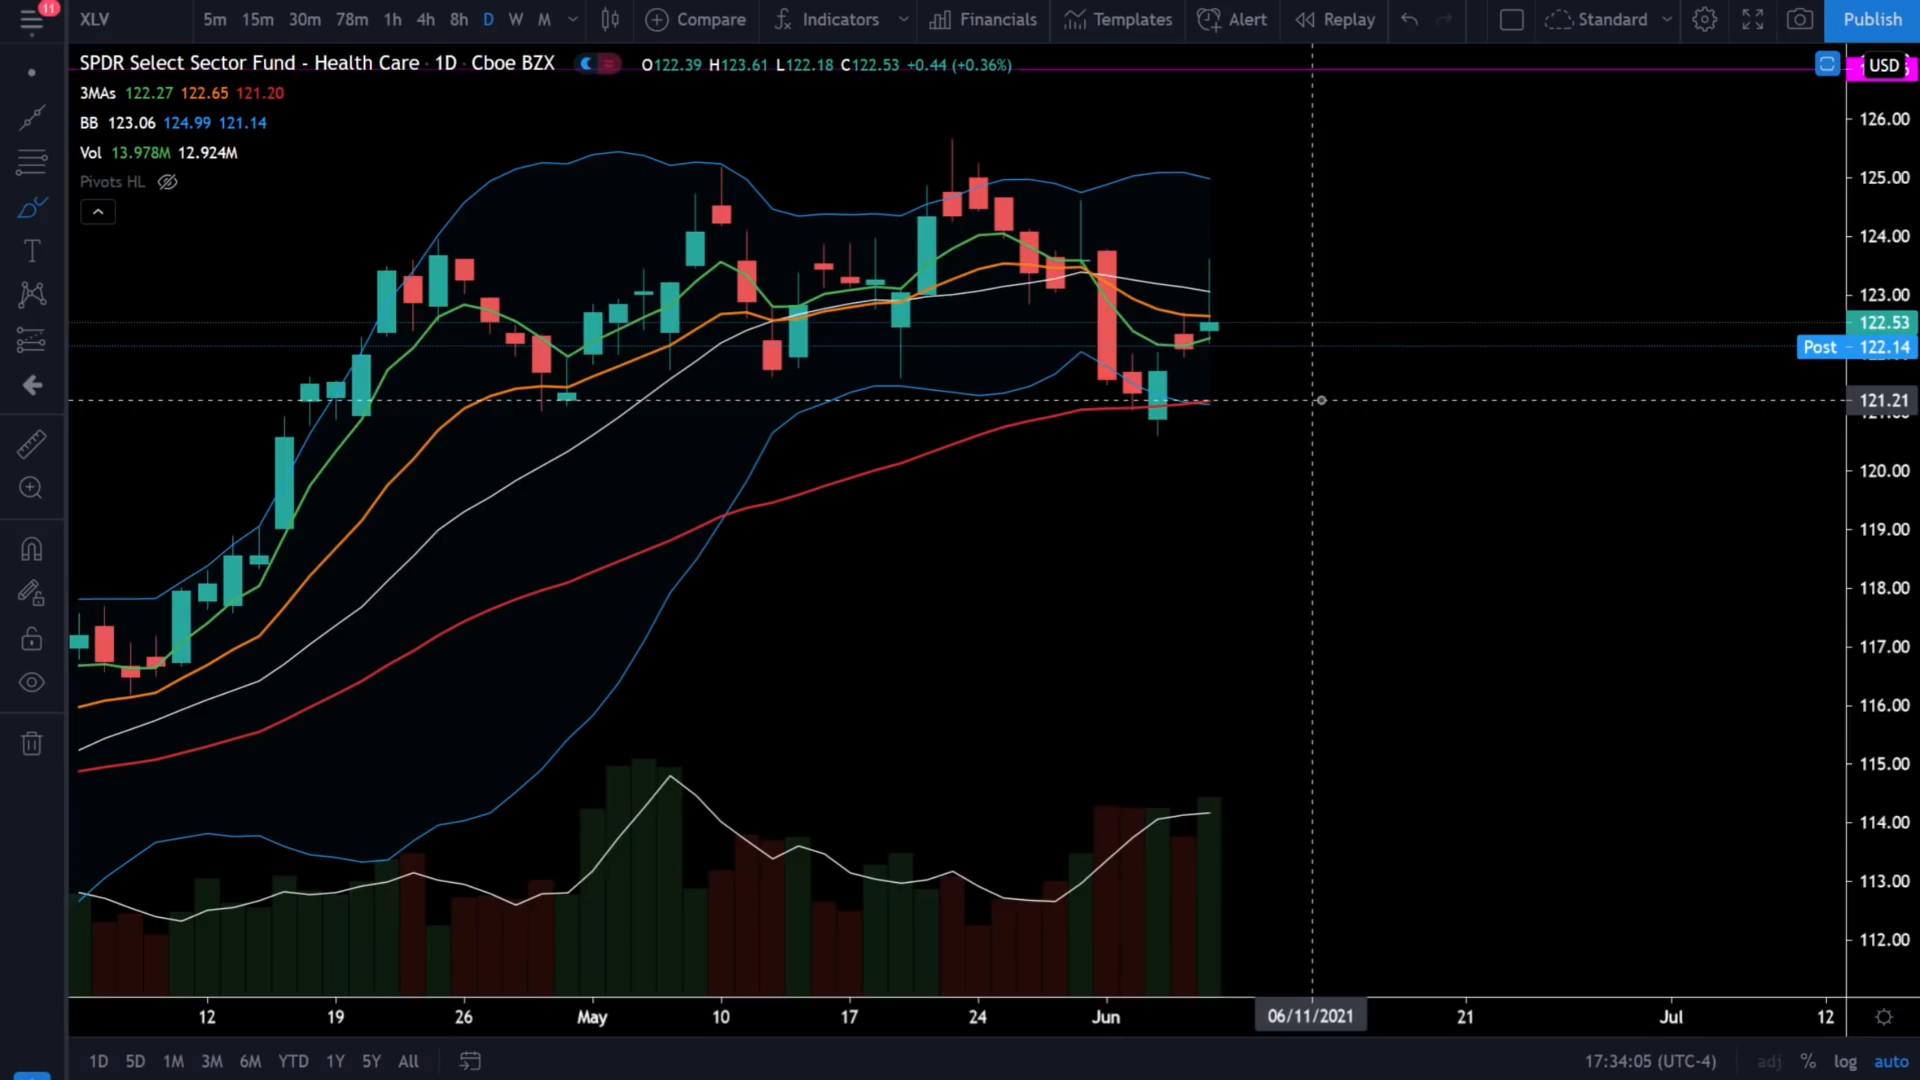 11
XLV 5m 15m 30m 78m 1h 4h 8h D W M Compare Indicators Financials Templates Alert Replay Standard Publish
SPDR Select Sector Fund - Health Care · 1D · Cboe BZX O122.39 H123.61 L122.18 C122.53 +0.44 (+0.36%)
USD
3MAs 122.27 122.65 121.20
BB 123.06 124.99 121.14
Vol 13.978M 12.924M
Pivots HL
126.00
125.00
124.00
123.00
122.53
Post 122.14
121.21
120.00
119.00
118.00
117.00
116.00
115.00
114.00
113.00
112.00
12 19 26 May 10 17 24 Jun 06/11/2021 21 Jul 12
1D 5D 1M 3M 6M YTD 1Y 5Y All 17:34:05 (UTC-4) adj % log auto